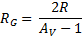 R_G = 2R / (A_V − 1)